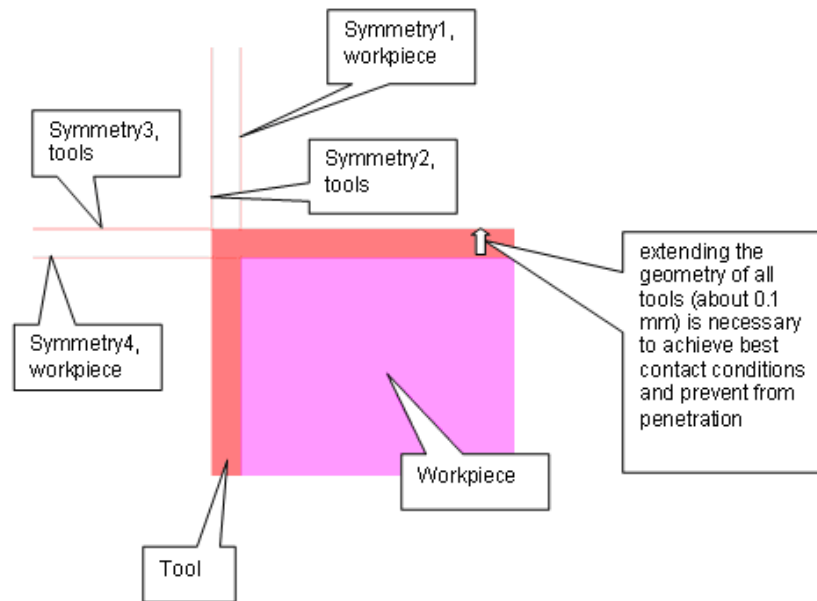 Symmetry1,
workpiece
Symmetry3,
tools
Symmetry2,
tools
extending the
geometry of all
tools (about 0.1
mm) is necessary
to achieve best
contact conditions
and prevent from
penetration
Symmetry4,
workpiece
Workpiece
Tool